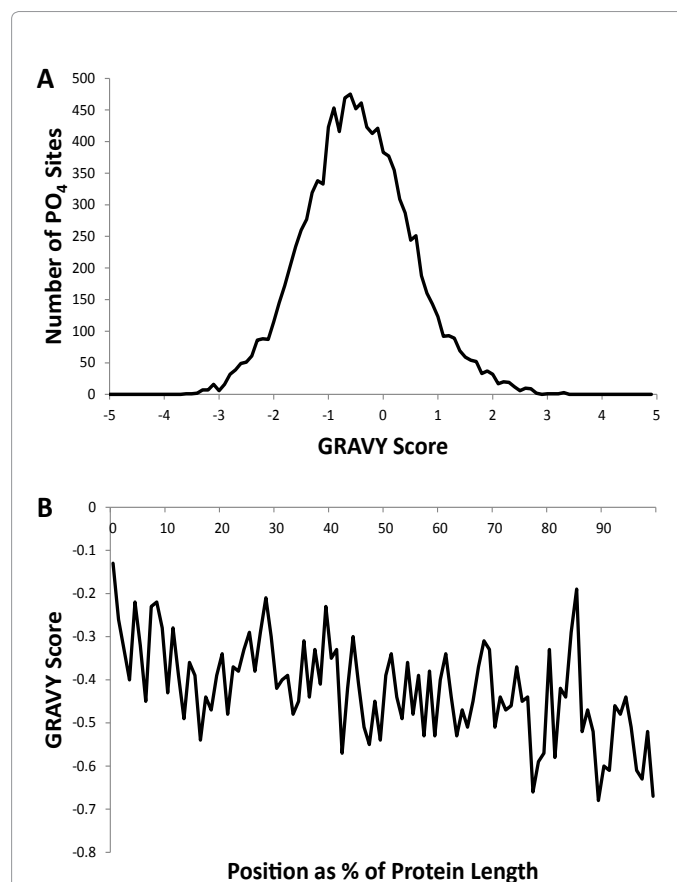 A
500
450
400
350
300
250
200
150
100
50
0
-5 -4 -3 -2 -1 0 1 2 3 4 5
Number of PO4 Sites
GRAVY Score
B
0
0 10 20 30 40 50 60 70 80 90
-0.1
-0.2
-0.3
-0.4
-0.5
-0.6
-0.7
-0.8
GRAVY Score
Position as % of Protein Length